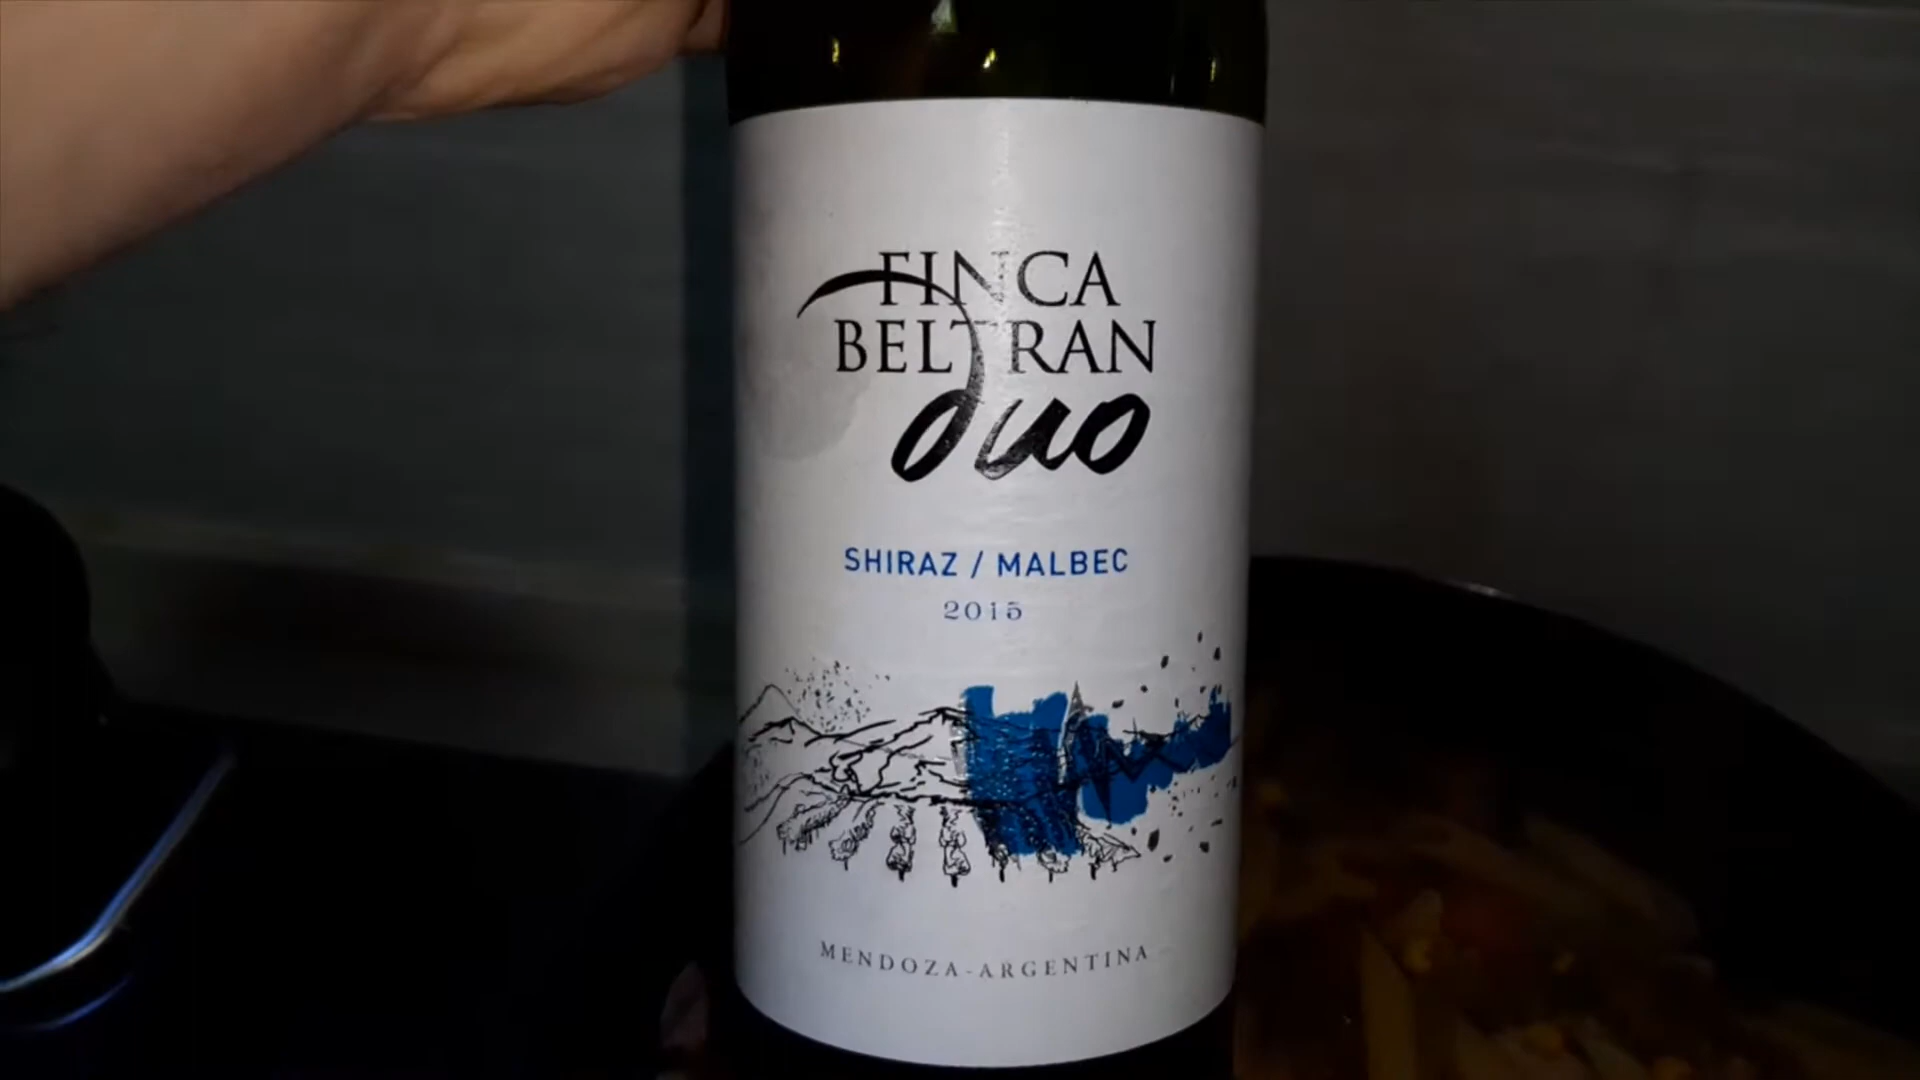 FINCA
BELTRAN
duo
SHIRAZ / MALBEC
2015
MENDOZA-ARGENTINA